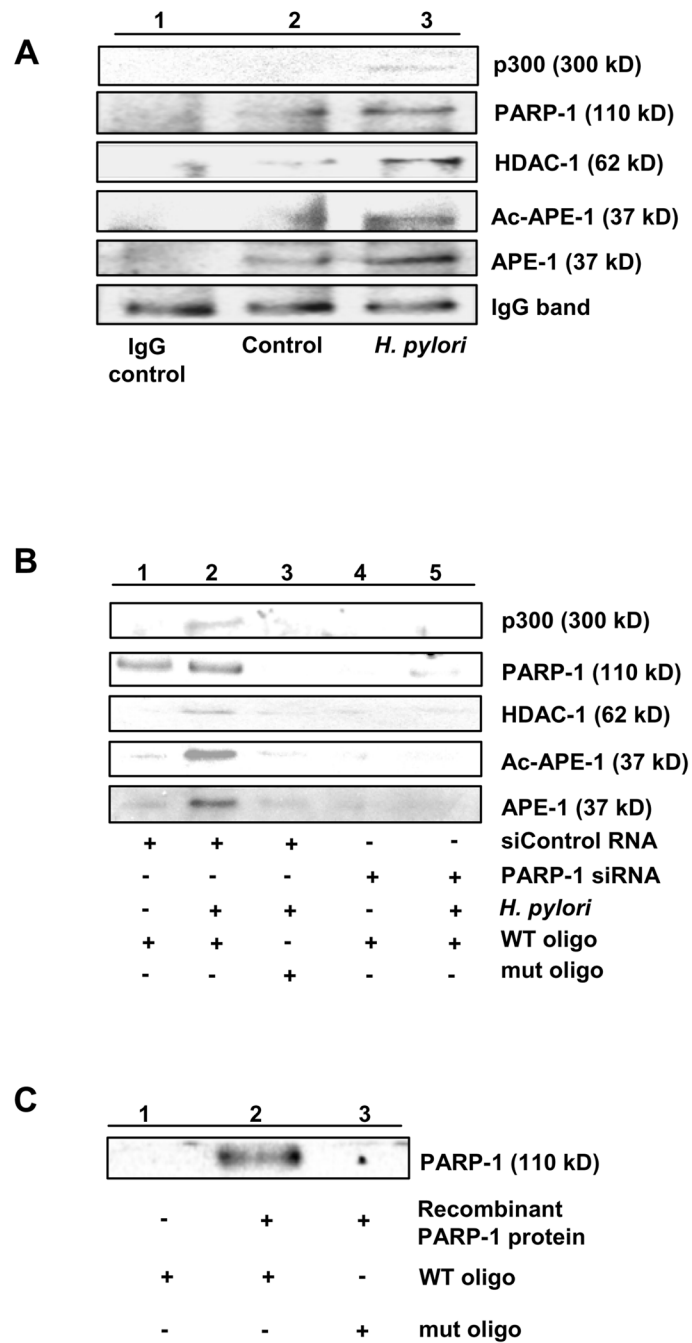 A
1 2 3
p300 (300 kD)
PARP-1 (110 kD)
HDAC-1 (62 kD)
Ac-APE-1 (37 kD)
APE-1 (37 kD)
IgG band
IgG control Control H. pylori
B
1 2 3 4 5
p300 (300 kD)
PARP-1 (110 kD)
HDAC-1 (62 kD)
Ac-APE-1 (37 kD)
APE-1 (37 kD)
+ + + - - siControl RNA
- - - + + PARP-1 siRNA
- + + - + H. pylori
+ + - + + WT oligo
- - + - - mut oligo
C
1 2 3
PARP-1 (110 kD)
- + + Recombinant PARP-1 protein
+ + - WT oligo
- - + mut oligo